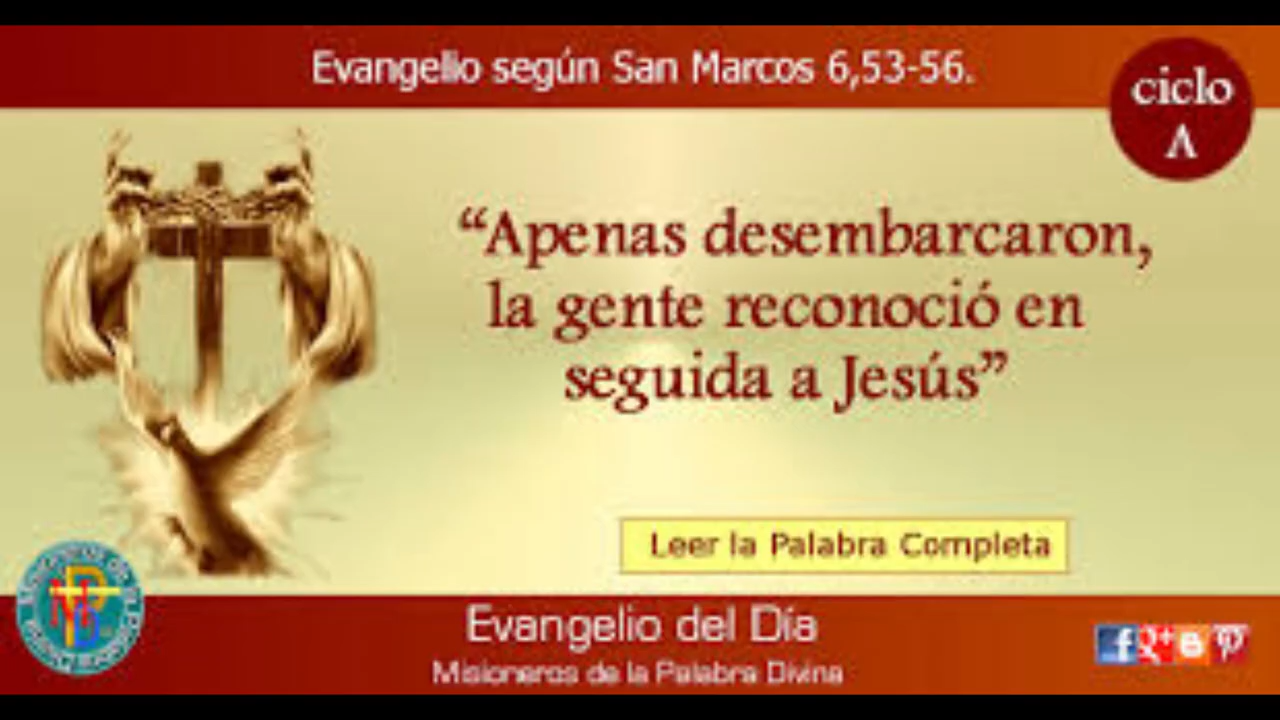 Evangelio según San Marcos 6,53-56.
ciclo
A
“Apenas desembarcaron,
la gente reconoció en
seguida a Jesús”
Leer la Palabra Completa
Evangelio del Día
Misioneros de la Palabra Divina